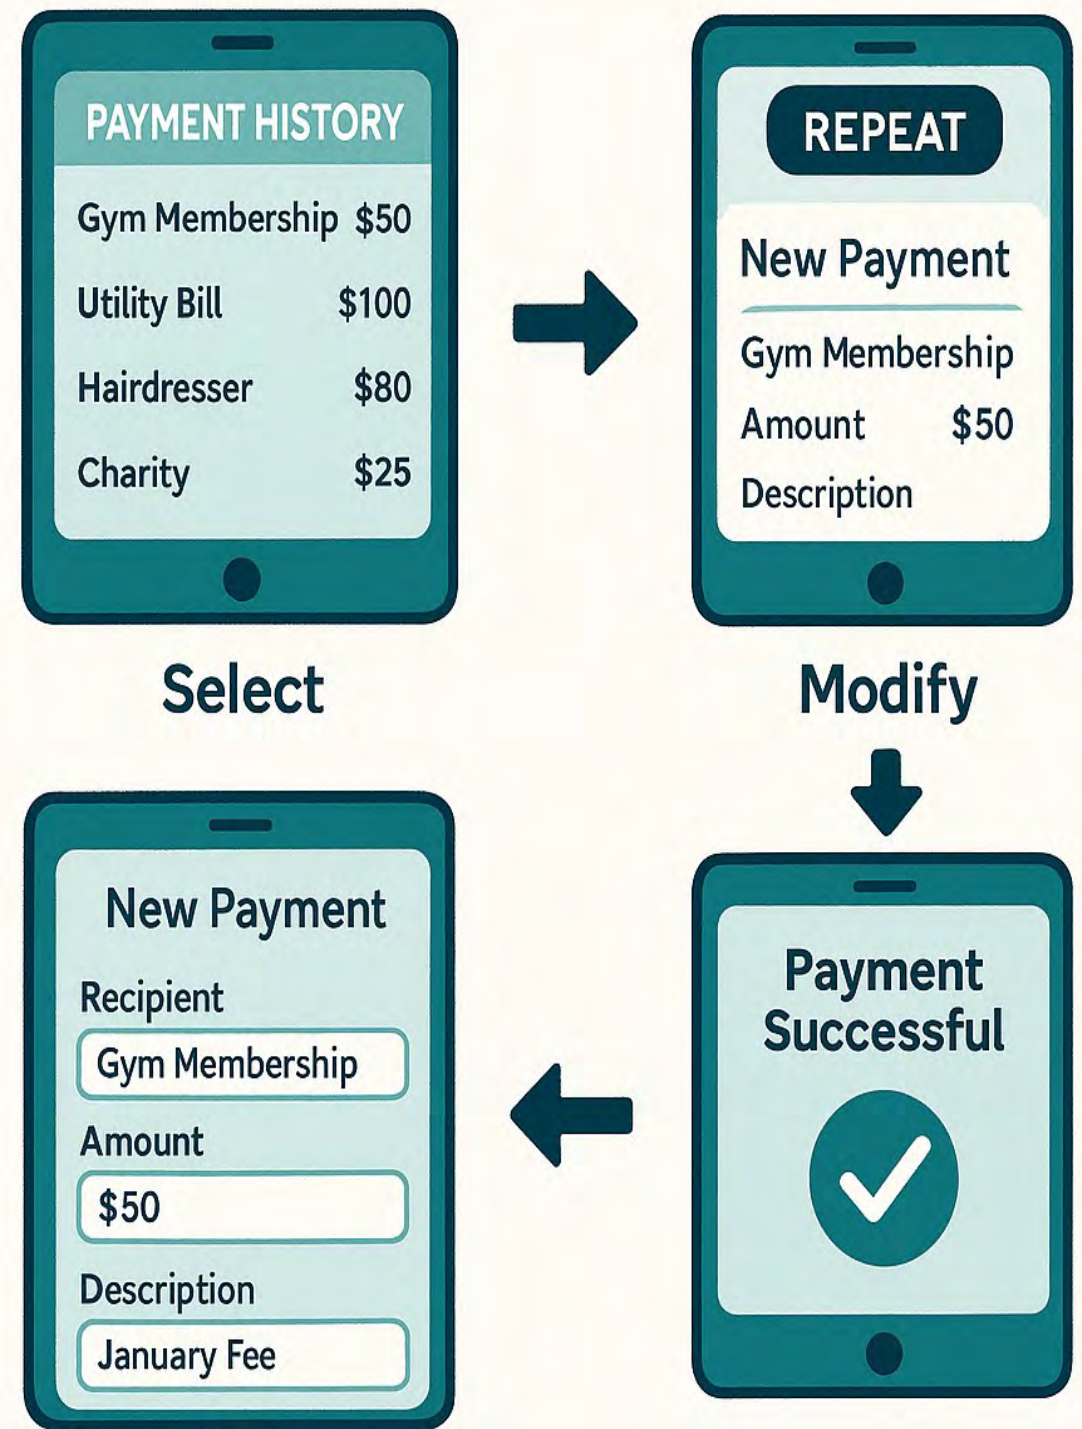 PAYMENT HISTORY
Gym Membership $50
Utility Bill $100
Hairdresser $80
Charity $25
Select
REPEAT
New Payment
Gym Membership
Amount $50
Description
Modify
Payment
Successful
New Payment
Recipient
Gym Membership
Amount
$50
Description
January Fee